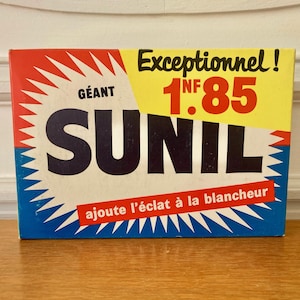 Exceptionnel !
GÉANT
1.NF 85
SUNIL
ajoute l'éclat à la blancheur